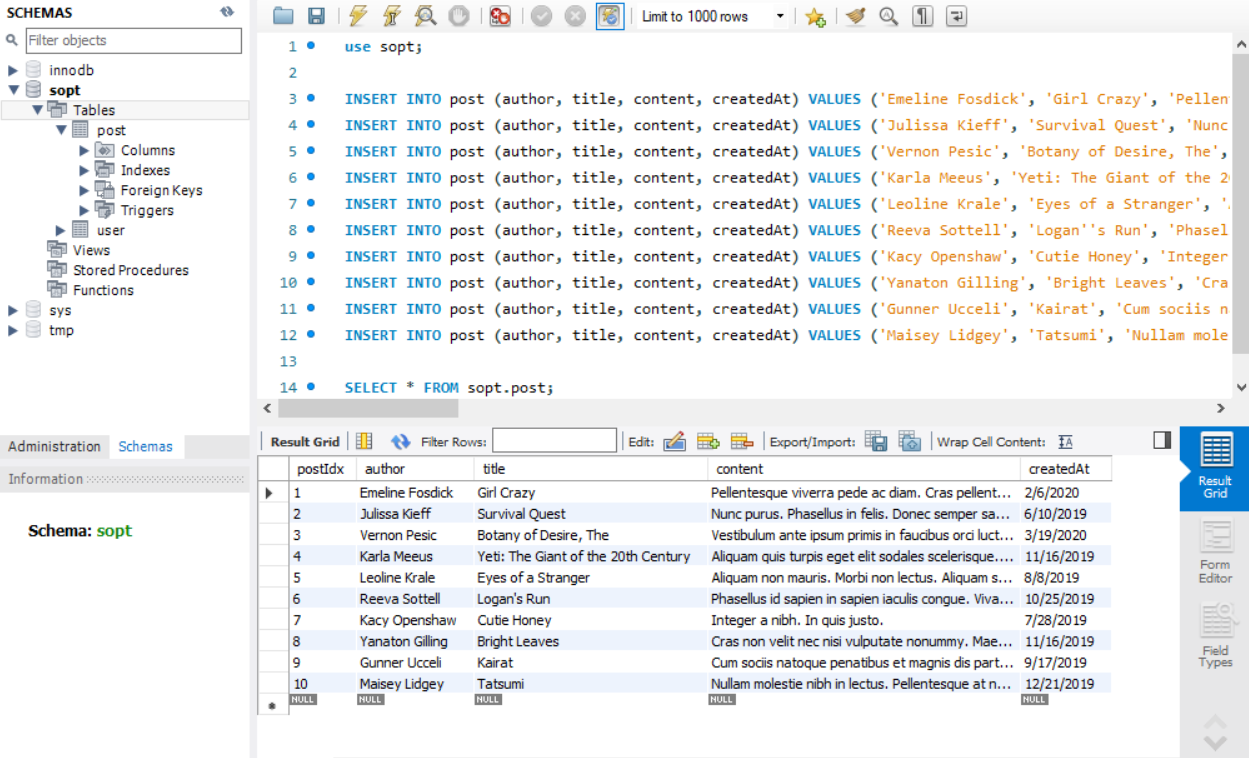 SCHEMAS
Filter objects
innodb
sopt
Tables
post
Columns
Indexes
Foreign Keys
Triggers
user
Views
Stored Procedures
Functions
sys
tmp
Administration Schemas
Information
Schema: sopt
Limit to 1000 rows
1 use sopt;
2
3 INSERT INTO post (author, title, content, createdAt) VALUES ('Emeline Fosdick', 'Girl Crazy', 'Pellen
4 INSERT INTO post (author, title, content, createdAt) VALUES ('Julissa Kieff', 'Survival Quest', 'Nunc
5 INSERT INTO post (author, title, content, createdAt) VALUES ('Vernon Pesic', 'Botany of Desire, The',
6 INSERT INTO post (author, title, content, createdAt) VALUES ('Karla Meeus', 'Yeti: The Giant of the 2
7 INSERT INTO post (author, title, content, createdAt) VALUES ('Leoline Krale', 'Eyes of a Stranger', '
8 INSERT INTO post (author, title, content, createdAt) VALUES ('Reeva Sottell', 'Logan''s Run', 'Phasel
9 INSERT INTO post (author, title, content, createdAt) VALUES ('Kacy Openshaw', 'Cutie Honey', 'Integer
10 INSERT INTO post (author, title, content, createdAt) VALUES ('Yanaton Gilling', 'Bright Leaves', 'Cra
11 INSERT INTO post (author, title, content, createdAt) VALUES ('Gunner Ucceli', 'Kairat', 'Cum sociis n
12 INSERT INTO post (author, title, content, createdAt) VALUES ('Maisey Lidgey', 'Tatsumi', 'Nullam mole
13
14 SELECT * FROM sopt.post;
Result Grid Filter Rows: Edit: Export/Import: Wrap Cell Content:
postIdx author title content createdAt
1 Emeline Fosdick Girl Crazy Pellentesque viverra pede ac diam. Cras pellent... 2/6/2020
2 Julissa Kieff Survival Quest Nunc purus. Phasellus in felis. Donec semper sa... 6/10/2019
3 Vernon Pesic Botany of Desire, The Vestibulum ante ipsum primis in faucibus orci luct... 3/19/2020
4 Karla Meeus Yeti: The Giant of the 20th Century Aliquam quis turpis eget elit sodales scelerisque.... 11/16/2019
5 Leoline Krale Eyes of a Stranger Aliquam non mauris. Morbi non lectus. Aliquam s... 8/8/2019
6 Reeva Sottell Logan's Run Phasellus id sapien in sapien iaculis congue. Viva... 10/25/2019
7 Kacy Openshaw Cutie Honey Integer a nibh. In quis justo. 7/28/2019
8 Yanaton Gilling Bright Leaves Cras non velit nec nisi vulputate nonummy. Mae... 11/16/2019
9 Gunner Ucceli Kairat Cum sociis natoque penatibus et magnis dis part... 9/17/2019
10 Maisey Lidgey Tatsumi Nullam molestie nibh in lectus. Pellentesque at n... 12/21/2019
NULL NULL NULL NULL NULL
Result
Grid
Form
Editor
Field
Types